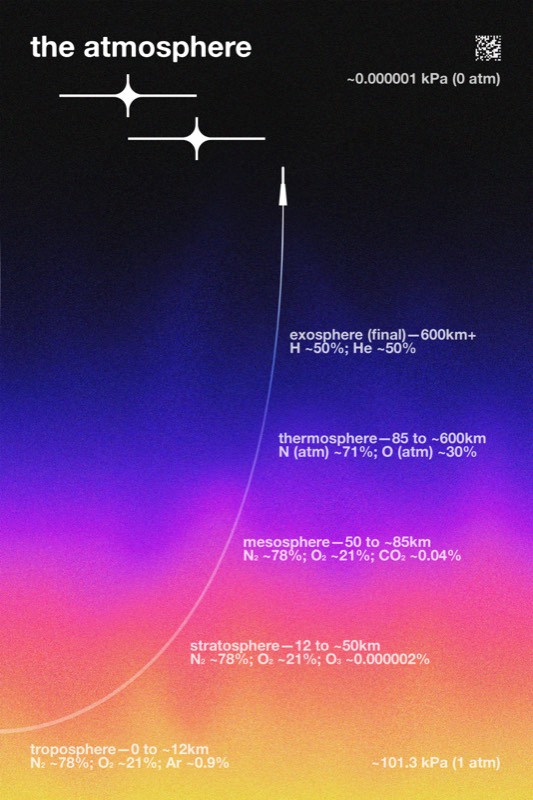 the atmosphere
~0.000001 kPa (0 atm)
exosphere (final)—600km+
H ~50%; He ~50%
thermosphere—85 to ~600km
N (atm) ~71%; O (atm) ~30%
mesosphere—50 to ~85km
N₂ ~78%; O₂ ~21%; CO₂ ~0.04%
stratosphere—12 to ~50km
N₂ ~78%; O₂ ~21%; O₃ ~0.000002%
troposphere—0 to ~12km
N₂ ~78%; O₂ ~21%; Ar ~0.9%
~101.3 kPa (1 atm)